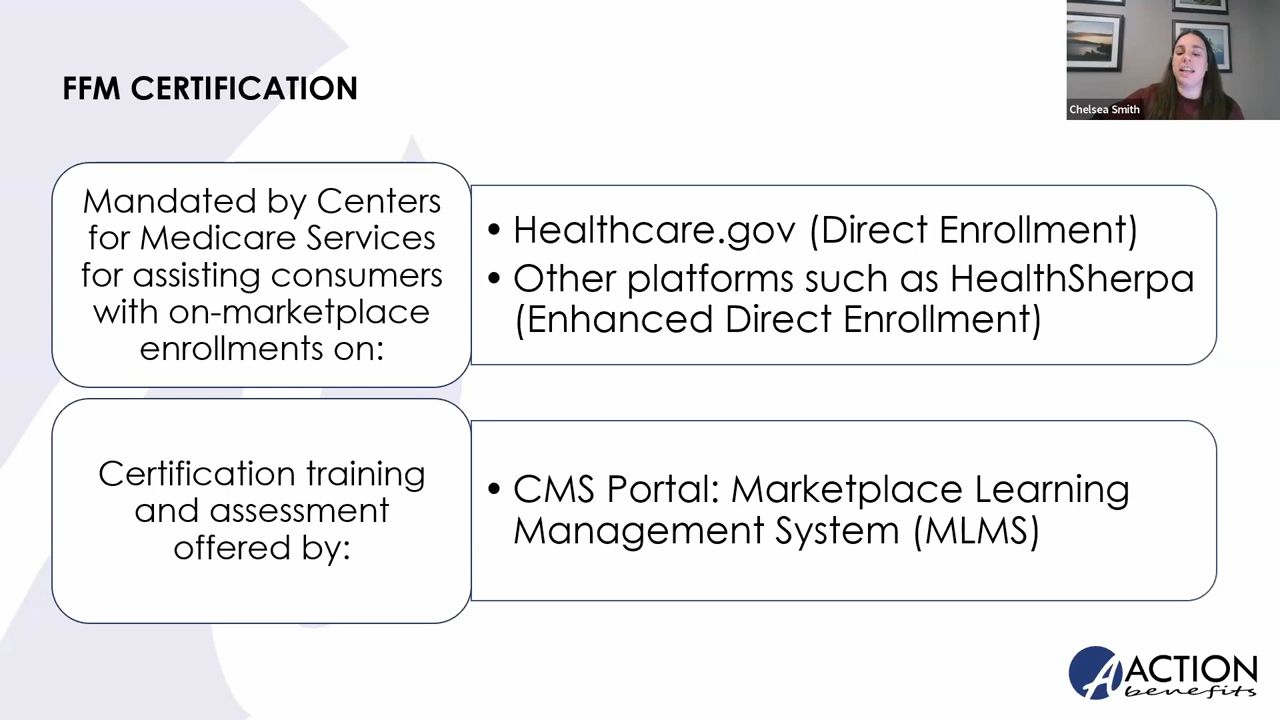 FFM CERTIFICATION
Chelsea Smith
Mandated by Centers
for Medicare Services
for assisting consumers
with on-marketplace
enrollments on:
• Healthcare.gov (Direct Enrollment)
• Other platforms such as HealthSherpa
(Enhanced Direct Enrollment)
Certification training
and assessment
offered by:
• CMS Portal: Marketplace Learning
Management System (MLMS)
A ACTION
benefits